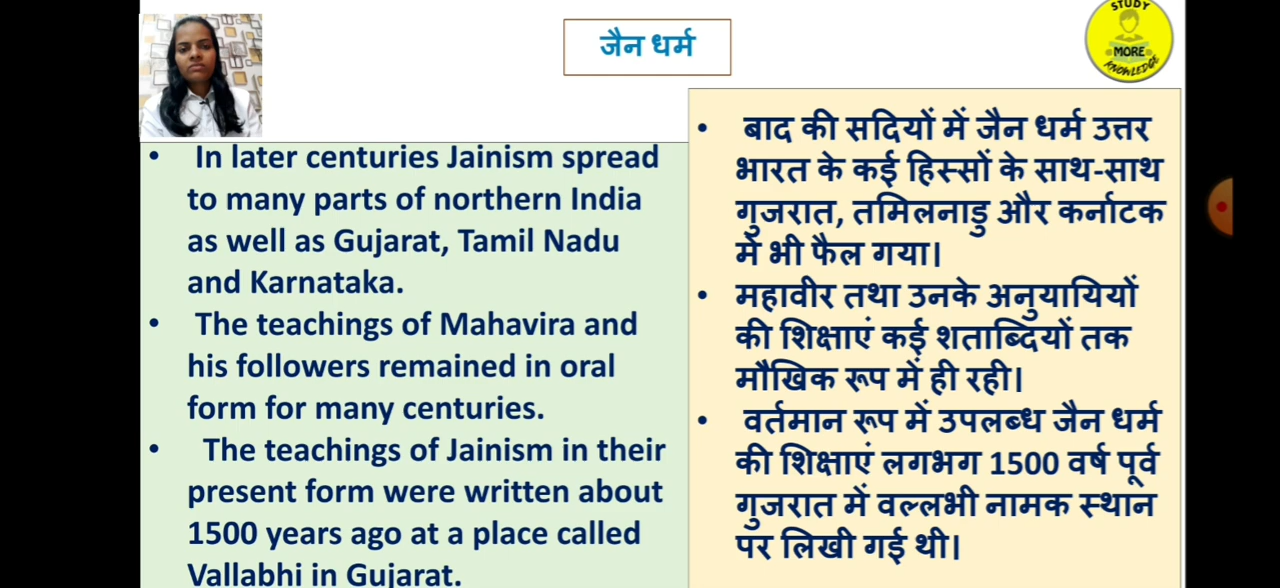 जैन धर्म
STUDY
MORE
KNOWLEDGE
• In later centuries Jainism spread
to many parts of northern India
as well as Gujarat, Tamil Nadu
and Karnataka.
• The teachings of Mahavira and
his followers remained in oral
form for many centuries.
• The teachings of Jainism in their
present form were written about
1500 years ago at a place called
Vallabhi in Gujarat.
• बाद की सदियों में जैन धर्म उत्तर
भारत के कई हिस्सों के साथ-साथ
गुजरात, तमिलनाडु और कर्नाटक
में भी फैल गया।
• महावीर तथा उनके अनुयायियों
की शिक्षाएं कई शताब्दियों तक
मौखिक रूप में ही रही।
• वर्तमान रूप में उपलब्ध जैन धर्म
की शिक्षाएं लगभग 1500 वर्ष पूर्व
गुजरात में वल्लभी नामक स्थान
पर लिखी गई थी।